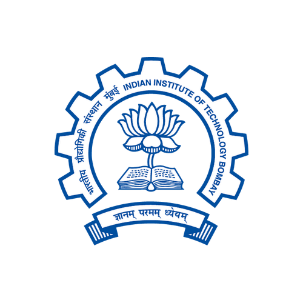 भारतीय प्रौद्योगिकी संस्थान मुंबई
INDIAN INSTITUTE OF TECHNOLOGY BOMBAY
ज्ञानम् परमम् ध्येयम्